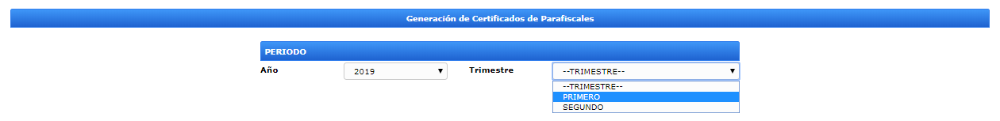 Generación de Certificados de Parafiscales
PERIODO
Año 2019 Trimestre --TRIMESTRE--
--TRIMESTRE--
PRIMERO
SEGUNDO